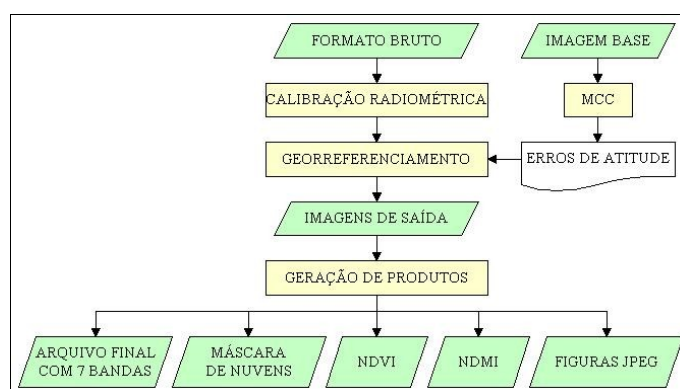 FORMATO BRUTO
IMAGEM BASE
CALIBRAÇÃO RADIOMÉTRICA
MCC
GEORREFERENCIAMENTO
ERROS DE ATITUDE
IMAGENS DE SAÍDA
GERAÇÃO DE PRODUTOS
ARQUIVO FINAL
COM 7 BANDAS
MÁSCARA
DE NUVENS
NDVI
NDMI
FIGURAS JPEG